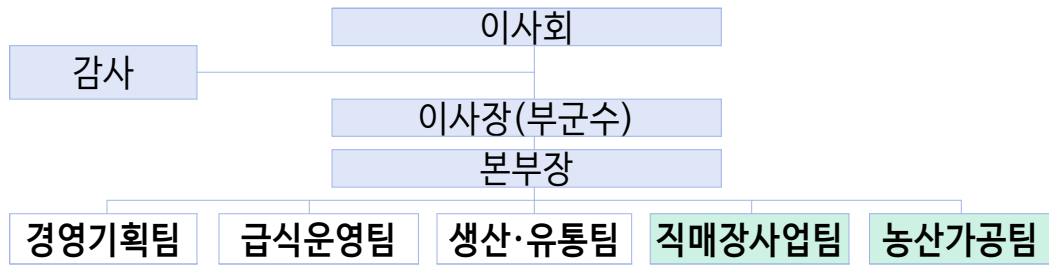 이사회
감사
이사장(부군수)
본부장
경영기획팀
급식운영팀
생산·유통팀
직매장사업팀
농산가공팀